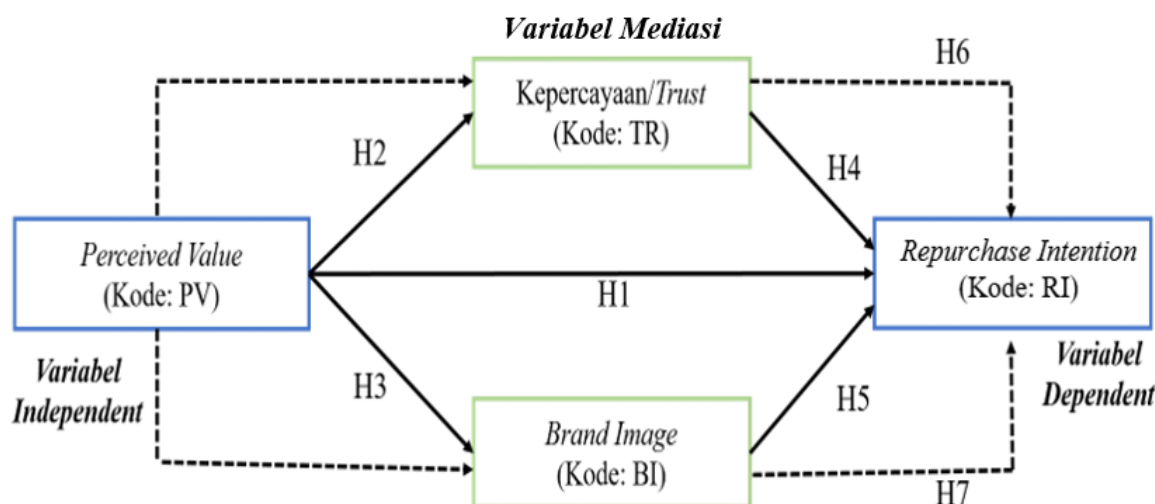 Variabel Mediasi
H6
Kepercayaan/Trust
(Kode: TR)
H2
H4
Perceived Value
(Kode: PV)
Repurchase Intention
(Kode: RI)
H1
Variabel
Independent
H3
H5
Variabel
Dependent
Brand Image
(Kode: BI)
H7